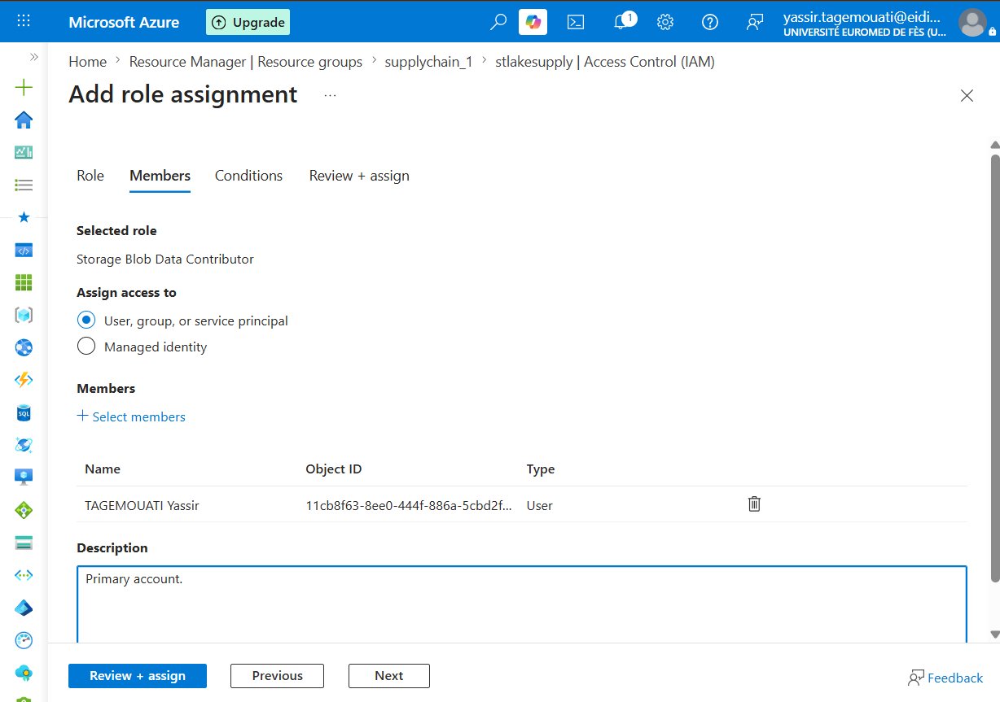 Microsoft Azure
Upgrade
1
yassir.tagemouati@eidi...
UNIVERSITÉ EUROMED DE FÈS (U...
Home > Resource Manager | Resource groups > supplychain_1 > stlakesupply | Access Control (IAM)
Add role assignment ...
Role Members Conditions Review + assign
Selected role
Storage Blob Data Contributor
Assign access to
User, group, or service principal
Managed identity
Members
+ Select members
Name Object ID Type
TAGEMOUATI Yassir 11cb8f63-8ee0-444f-886a-5cbd2f... User
SQL
Description
Primary account.
Review + assign Previous Next
Feedback